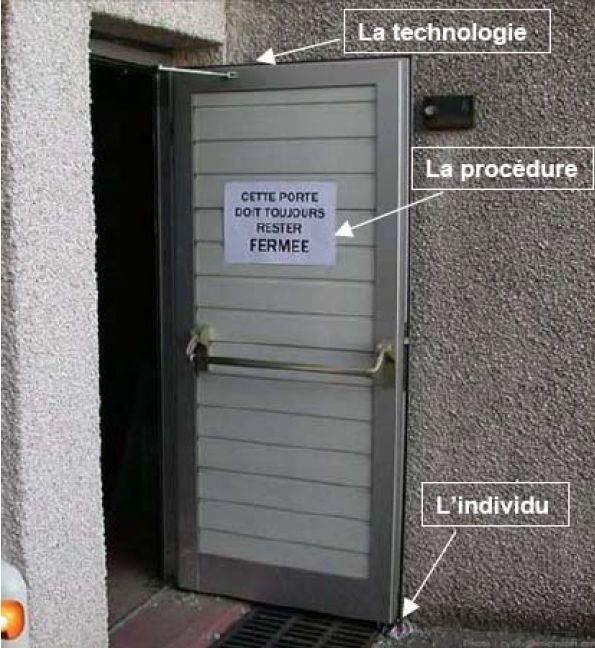 La technologie
La procédure
CETTE PORTE
DOIT TOUJOURS
RESTER
FERMEE
L'individu